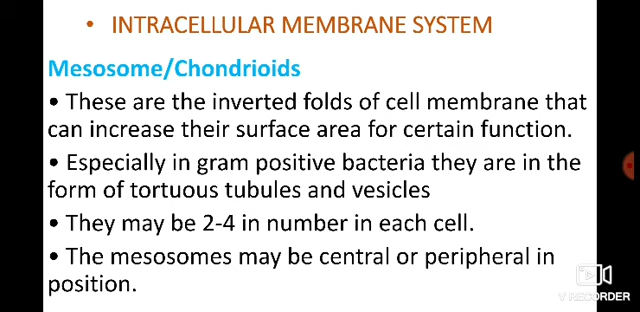 • INTRACELLULAR MEMBRANE SYSTEM
Mesosome/Chondrioids
• These are the inverted folds of cell membrane that
can increase their surface area for certain function.
• Especially in gram positive bacteria they are in the
form of tortuous tubules and vesicles
• They may be 2-4 in number in each cell.
• The mesosomes may be central or peripheral in
position.
V RECORDER